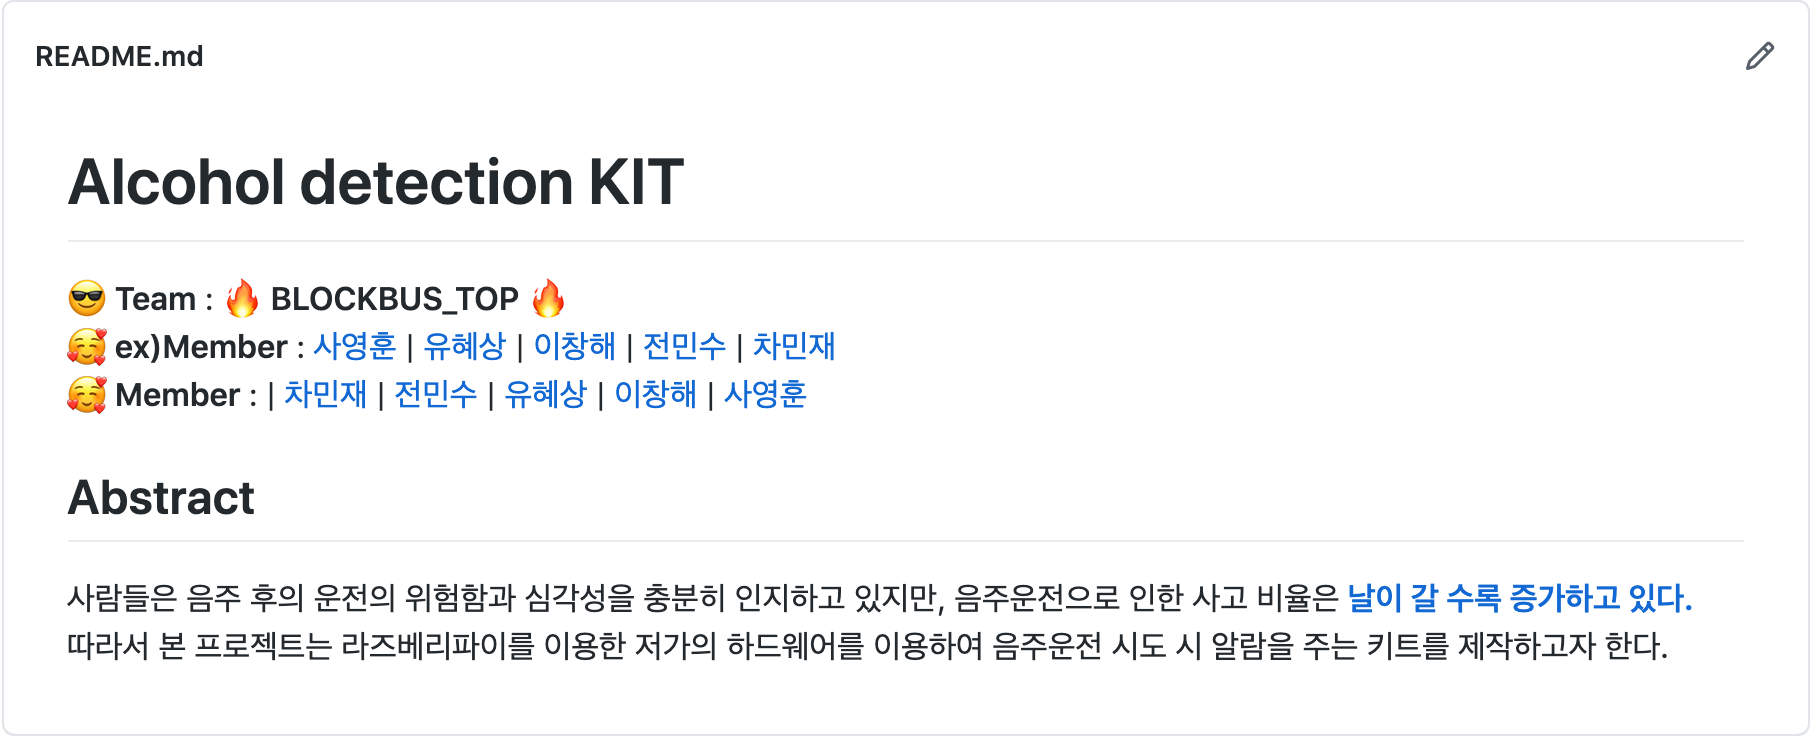 README.md
Alcohol detection KIT
😎 Team : 🔥 BLOCKBUS_TOP 🔥
🥰 ex)Member : 사영훈 | 유혜상 | 이창해 | 전민수 | 차민재
🥰 Member : | 차민재 | 전민수 | 유혜상 | 이창해 | 사영훈
Abstract
사람들은 음주 후의 운전의 위험함과 심각성을 충분히 인지하고 있지만, 음주운전으로 인한 사고 비율은 날이 갈 수록 증가하고 있다.
따라서 본 프로젝트는 라즈베리파이를 이용한 저가의 하드웨어를 이용하여 음주운전 시도 시 알람을 주는 키트를 제작하고자 한다.